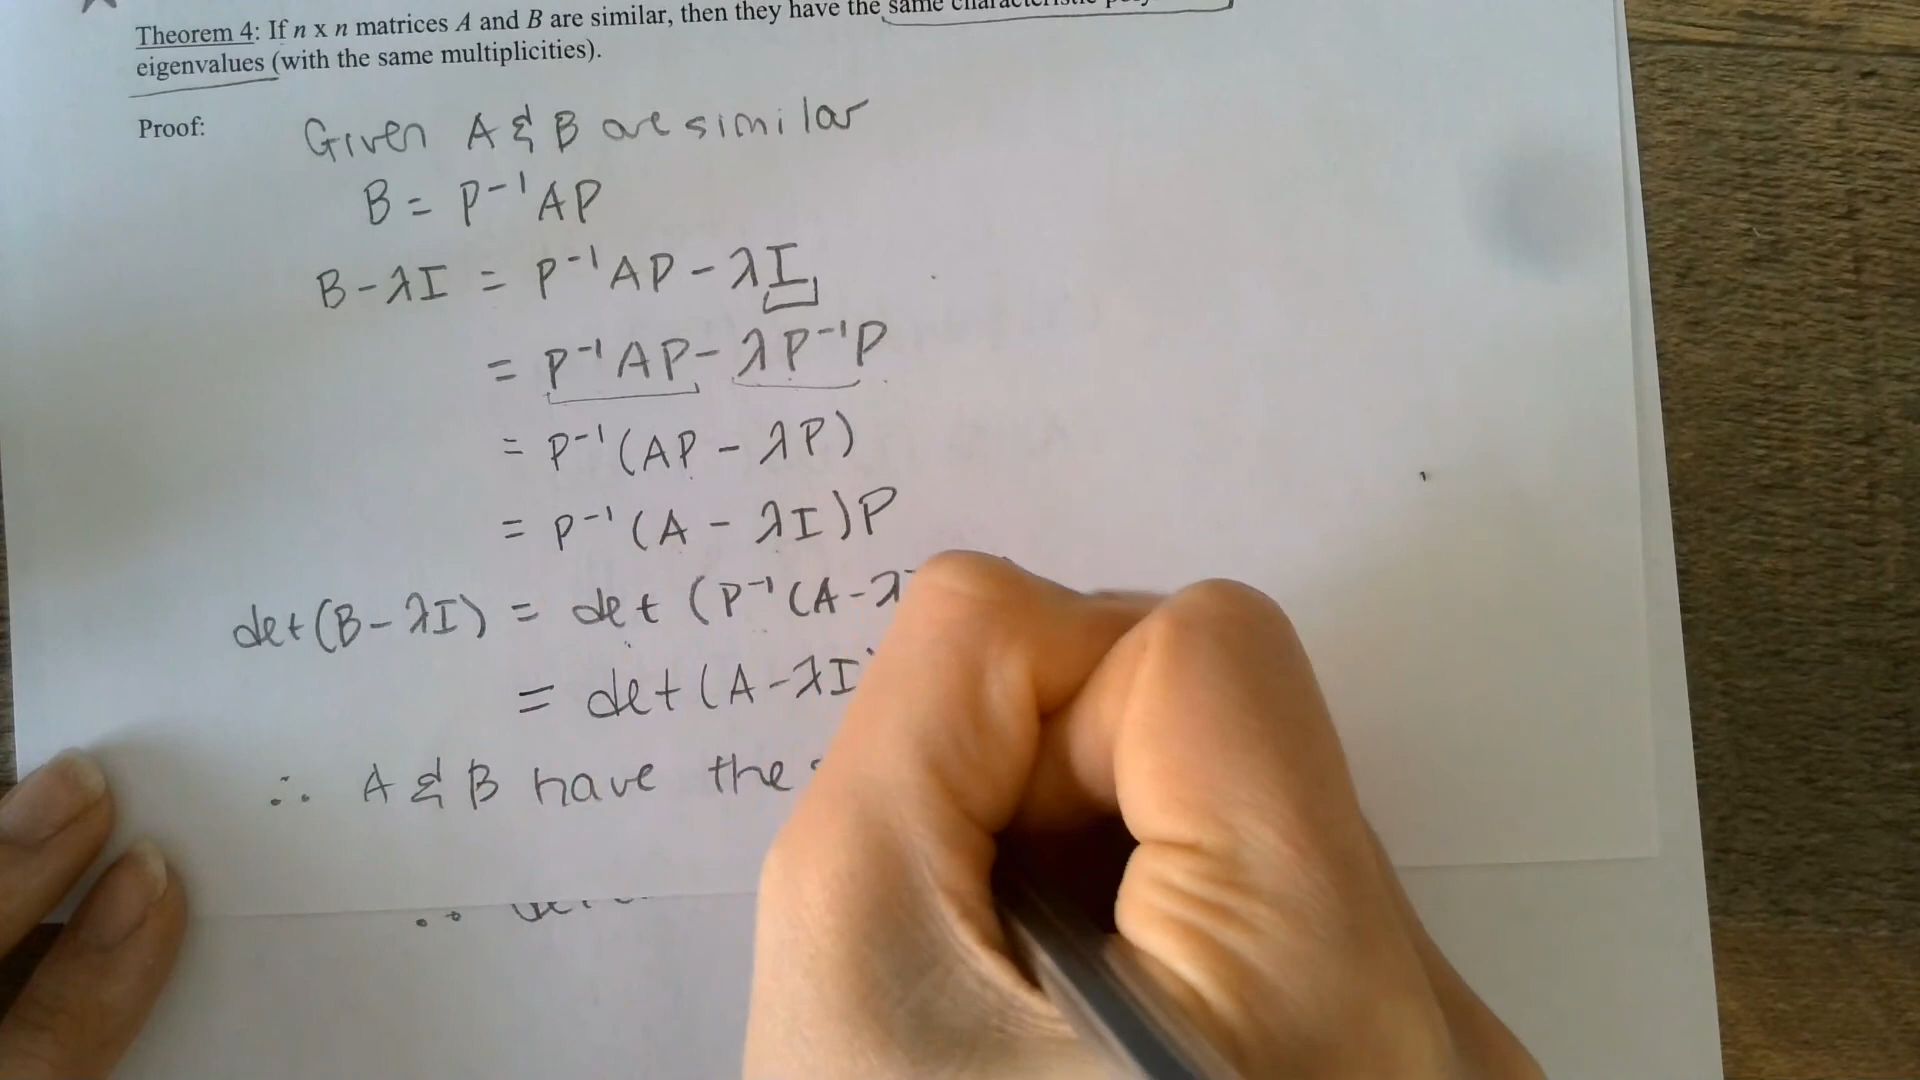 Theorem 4: If n x n matrices A and B are similar, then they have the same characteristic
eigenvalues (with the same multiplicities).
Proof: Given A & B are similar
B = P⁻¹AP
B - λI = P⁻¹AP - λI
= P⁻¹AP - λP⁻¹P
= P⁻¹(AP - λP)
= P⁻¹(A - λI)P
det(B - λI) = det (P⁻¹(A - λ
= det(A - λI)
∴ A & B have the